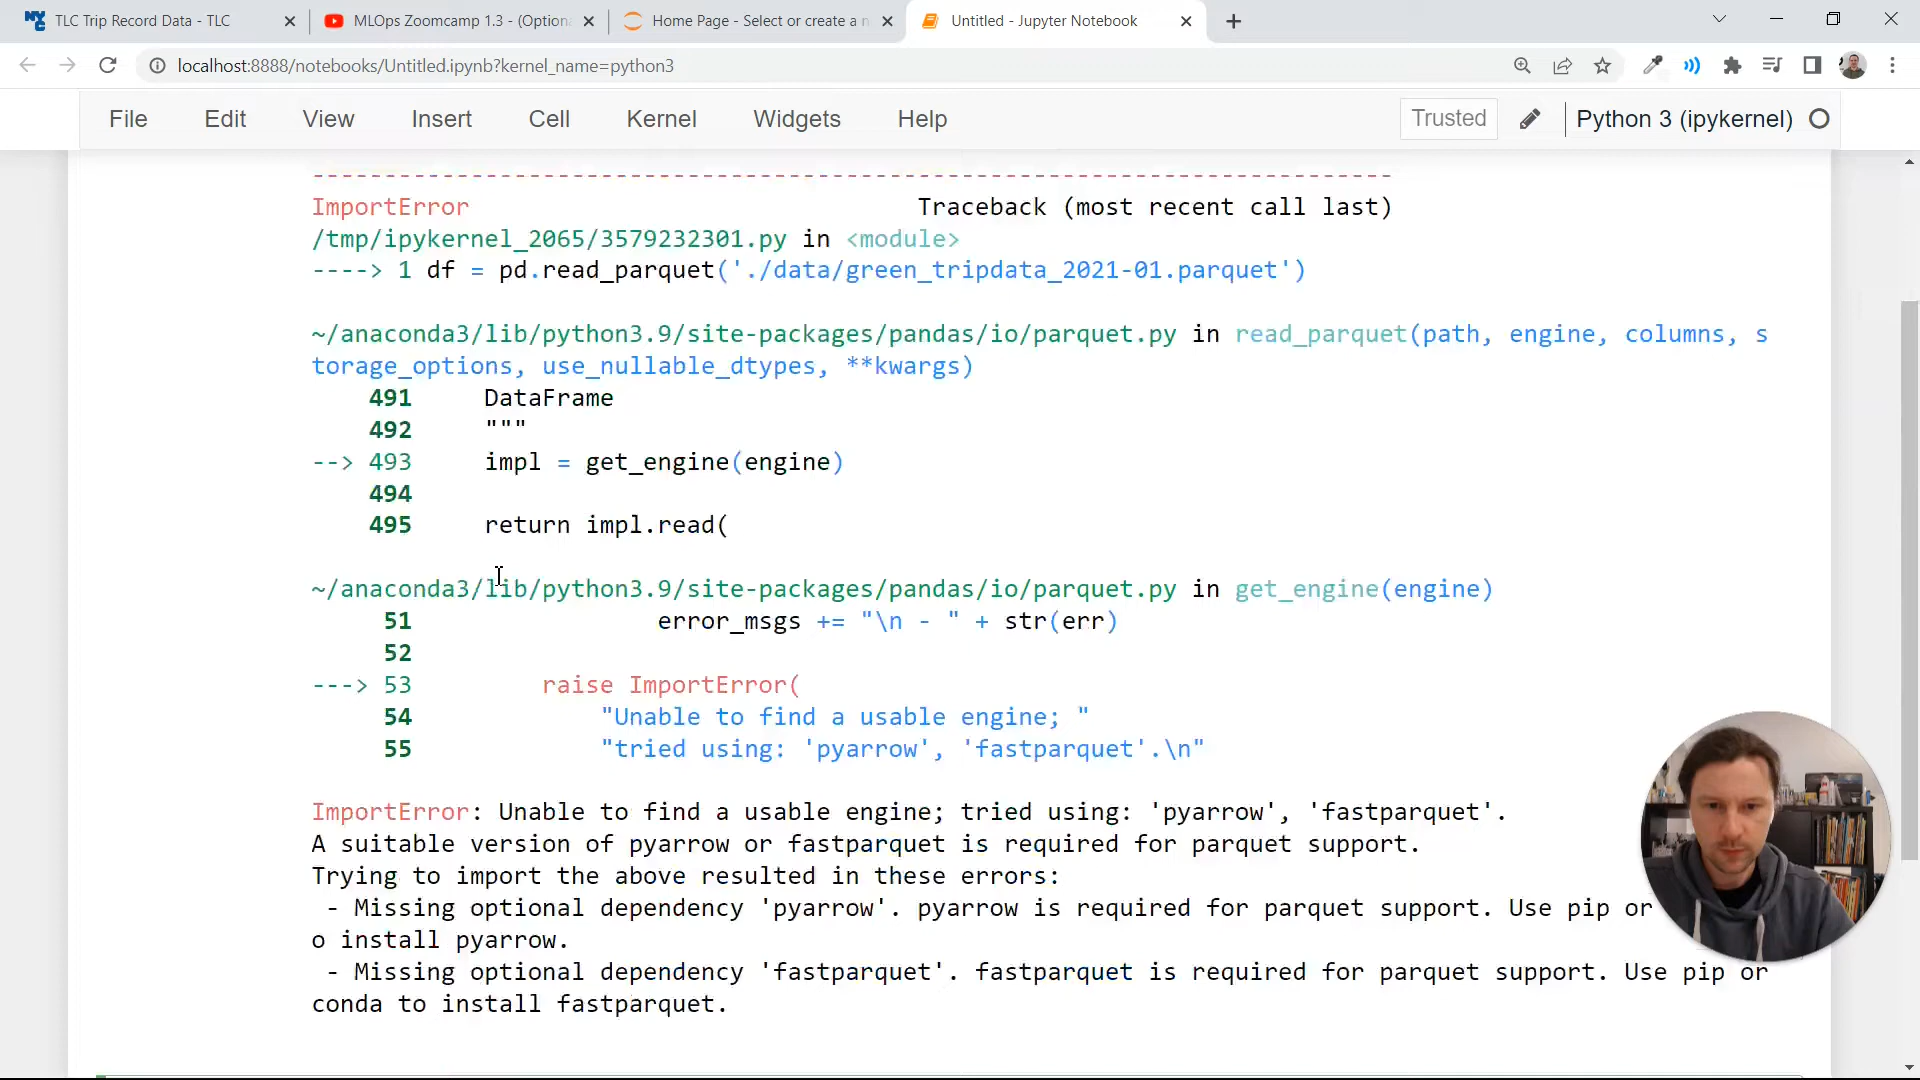 TLC Trip Record Data - TLC
MLOps Zoomcamp 1.3 - (Option
Home Page - Select or create a n
Untitled - Jupyter Notebook
localhost:8888/notebooks/Untitled.ipynb?kernel_name=python3
File Edit View Insert Cell Kernel Widgets Help Trusted Python 3 (ipykernel)
---------------------------------------------------------------------------
ImportError Traceback (most recent call last)
/tmp/ipykernel_2065/3579232301.py in <module>
----> 1 df = pd.read_parquet('./data/green_tripdata_2021-01.parquet')
~/anaconda3/lib/python3.9/site-packages/pandas/io/parquet.py in read_parquet(path, engine, columns, s
torage_options, use_nullable_dtypes, **kwargs)
491 DataFrame
492 """
--> 493 impl = get_engine(engine)
494
495 return impl.read(
~/anaconda3/lib/python3.9/site-packages/pandas/io/parquet.py in get_engine(engine)
51 error_msgs += "\n - " + str(err)
52
---> 53 raise ImportError(
54 "Unable to find a usable engine; "
55 "tried using: 'pyarrow', 'fastparquet'.\n"
ImportError: Unable to find a usable engine; tried using: 'pyarrow', 'fastparquet'.
A suitable version of pyarrow or fastparquet is required for parquet support.
Trying to import the above resulted in these errors:
- Missing optional dependency 'pyarrow'. pyarrow is required for parquet support. Use pip or
o install pyarrow.
- Missing optional dependency 'fastparquet'. fastparquet is required for parquet support. Use pip or
conda to install fastparquet.